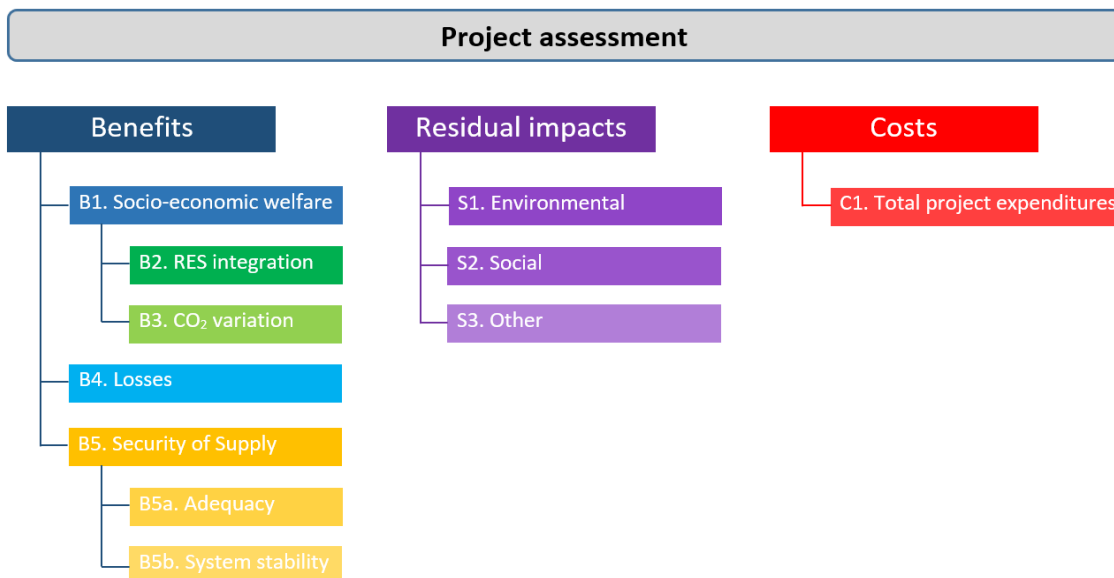 Project assessment
Benefits
B1. Socio-economic welfare
B2. RES integration
B3. CO₂ variation
B4. Losses
B5. Security of Supply
B5a. Adequacy
B5b. System stability
Residual impacts
S1. Environmental
S2. Social
S3. Other
Costs
C1. Total project expenditures